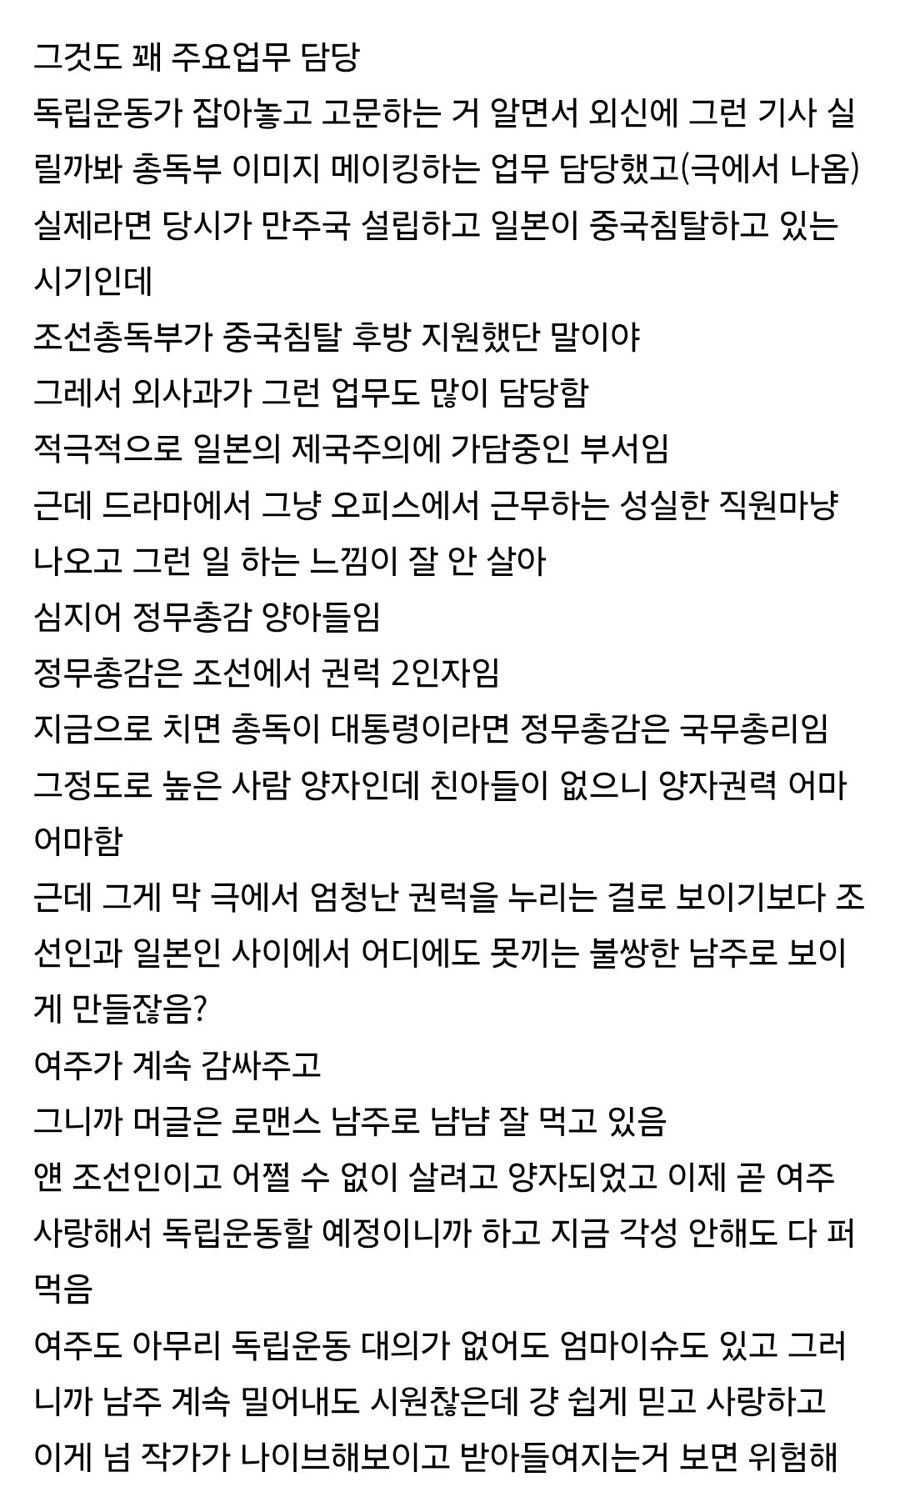 그것도 꽤 주요업무 담당
독립운동가 잡아놓고 고문하는 거 알면서 외신에 그런 기사 실
릴까봐 총독부 이미지 메이킹하는 업무 담당했고(극에서 나옴)
실제라면 당시가 만주국 설립하고 일본이 중국침탈하고 있는
시기인데
조선총독부가 중국침탈 후방 지원했단 말이야
그레서 외사과가 그런 업무도 많이 담당함
적극적으로 일본의 제국주의에 가담중인 부서임
근데 드라마에서 그냥 오피스에서 근무하는 성실한 직원마냥
나오고 그런 일 하는 느낌이 잘 안 살아
심지어 정무총감 양아들임
정무총감은 조선에서 권럭 2인자임
지금으로 치면 총독이 대통령이라면 정무총감은 국무총리임
그정도로 높은 사람 양자인데 친아들이 없으니 양자권력 어마
어마함
근데 그게 막 극에서 엄청난 권력을 누리는 걸로 보이기보다 조
선인과 일본인 사이에서 어디에도 못끼는 불쌍한 남주로 보이
게 만들잖음?
여주가 계속 감싸주고
그니까 머글은 로맨스 남주로 냠냠 잘 먹고 있음
얜 조선인이고 어쩔 수 없이 살려고 양자되었고 이제 곧 여주
사랑해서 독립운동할 예정이니까 하고 지금 각성 안해도 다 퍼
먹음
여주도 아무리 독립운동 대의가 없어도 엄마이슈도 있고 그러
니까 남주 계속 밀어내도 시원찮은데 걍 쉽게 믿고 사랑하고
이게 넘 작가가 나이브해보이고 받아들여지는거 보면 위험해